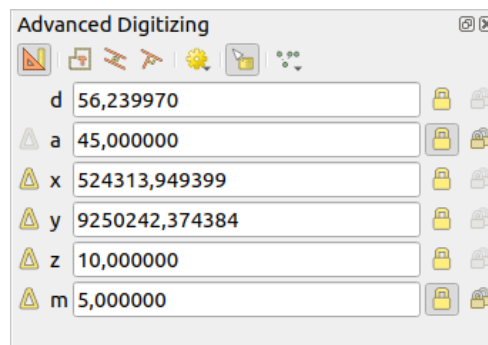 Advanced Digitizing
d 56,239970
a 45,000000
x 524313,949399
y 9250242,374384
z 10,000000
m 5,000000